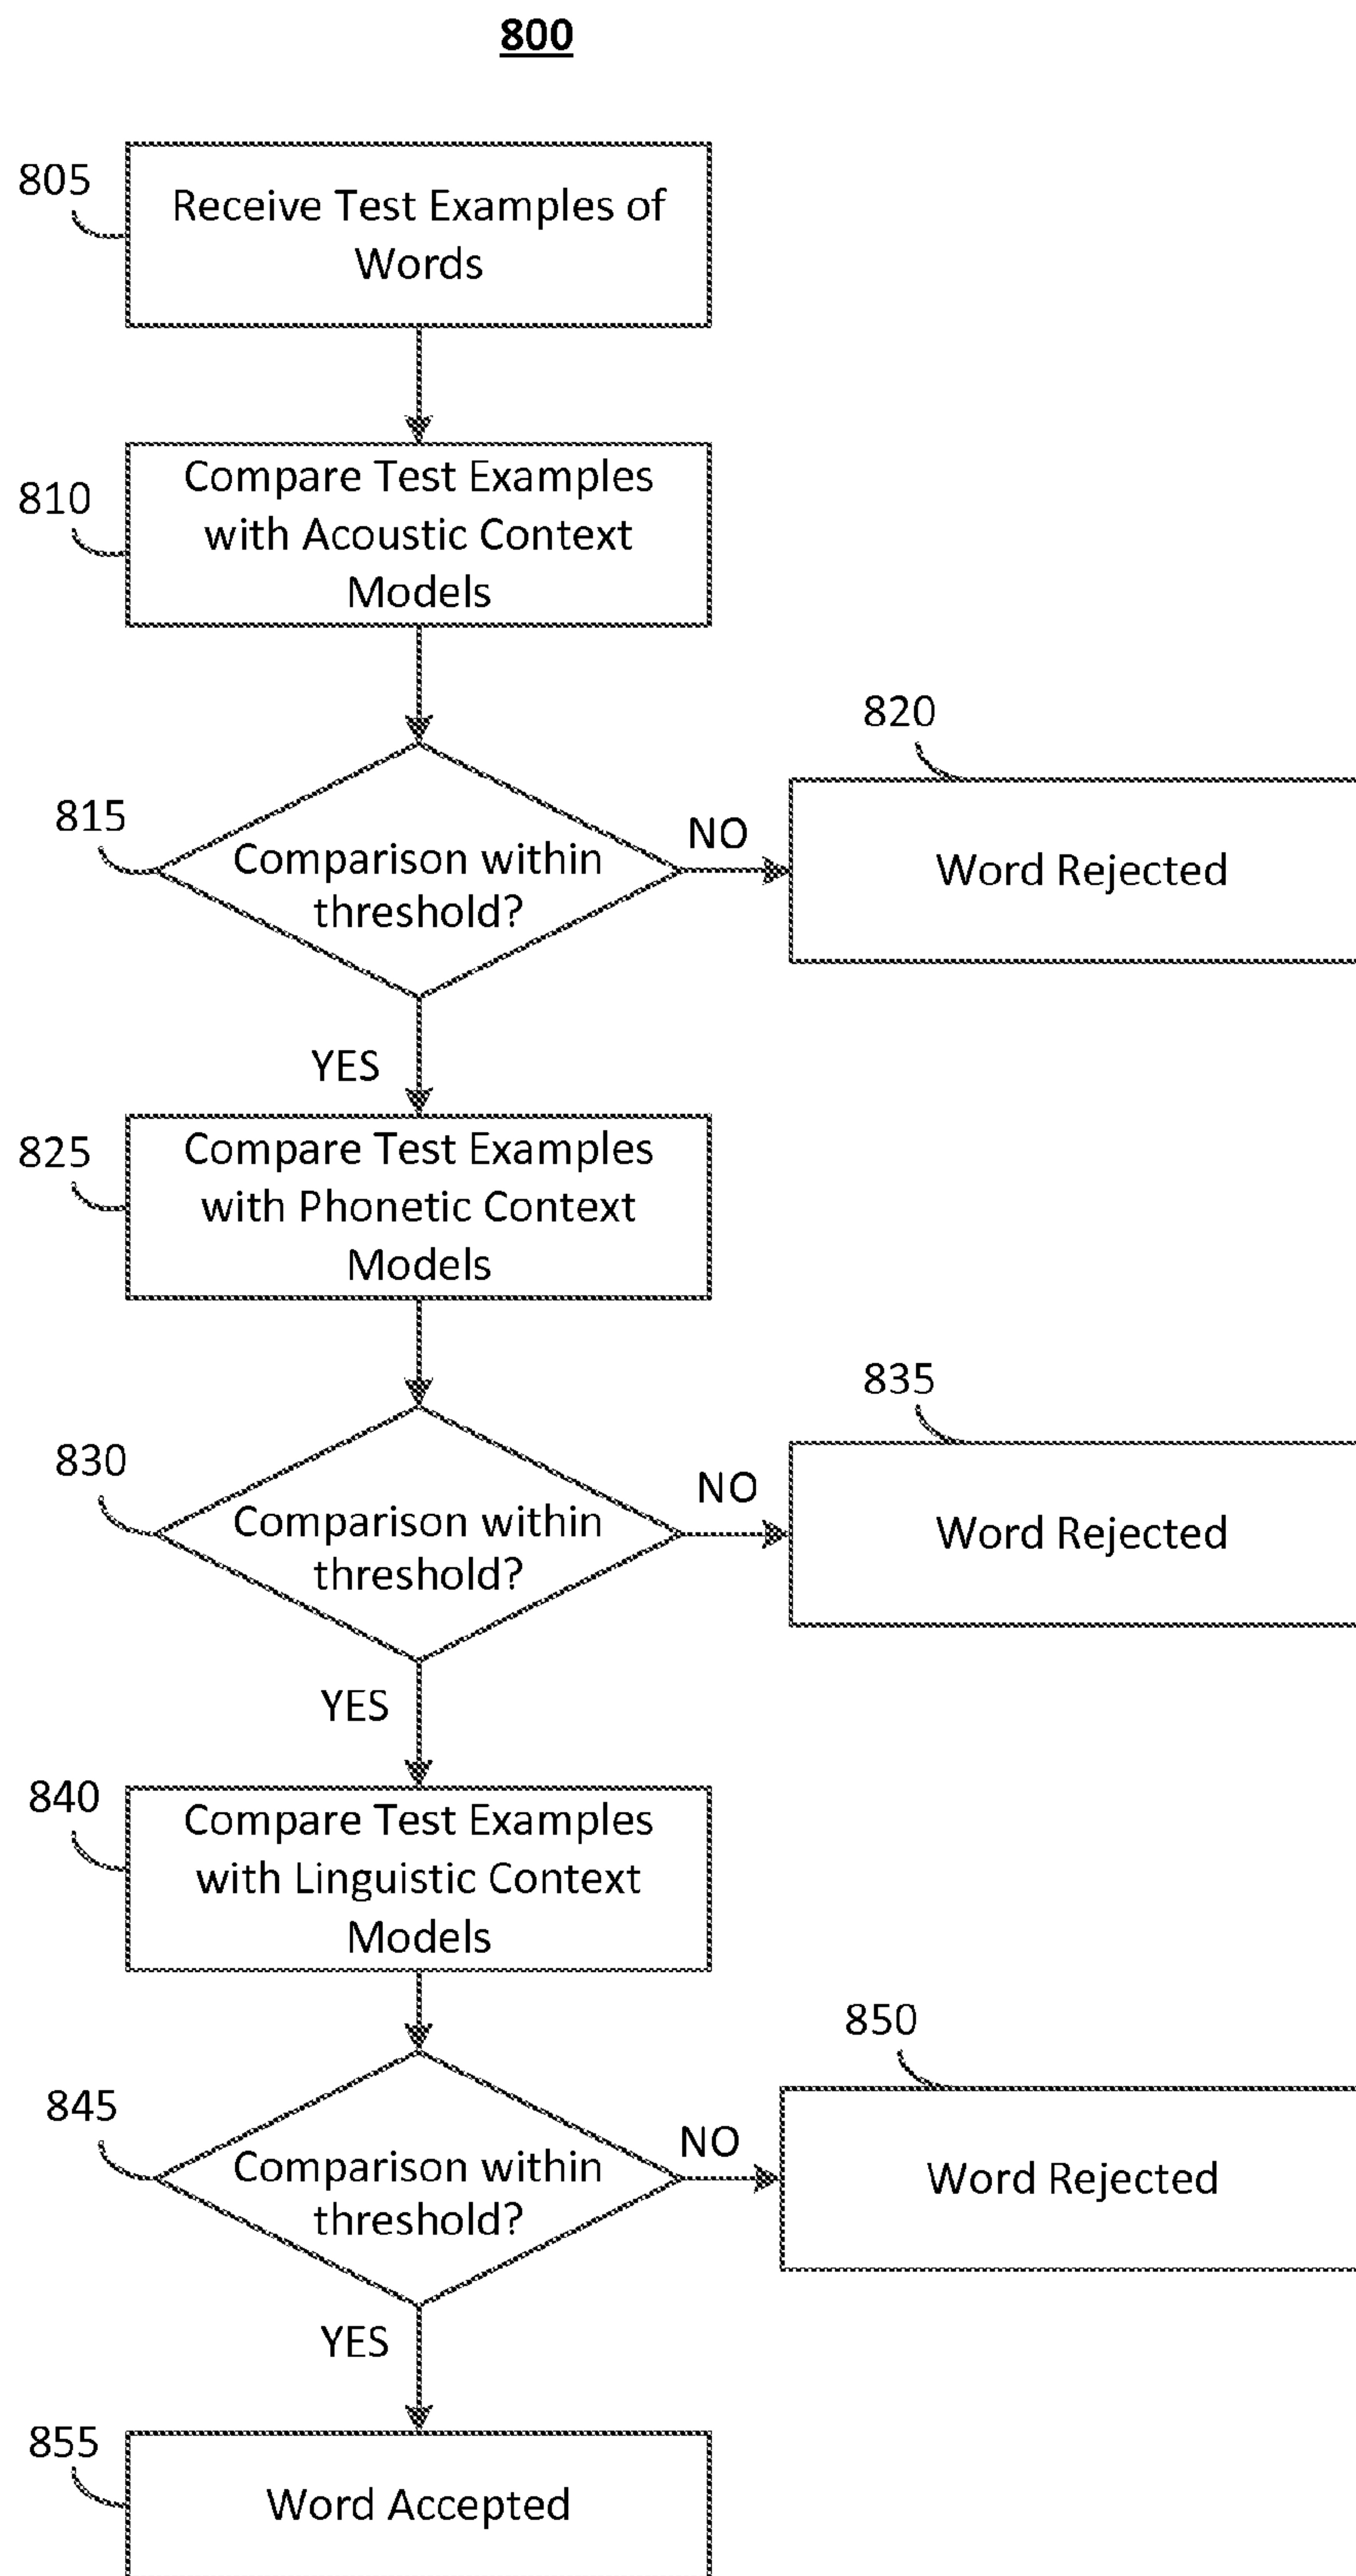 800
805
Receive Test Examples of
Words
810
Compare Test Examples
with Acoustic Context
Models
820
815
Comparison within
threshold?
NO
Word Rejected
YES
825
Compare Test Examples
with Phonetic Context
Models
835
830
Comparison within
threshold?
NO
Word Rejected
YES
840
Compare Test Examples
with Linguistic Context
Models
850
845
Comparison within
threshold?
NO
Word Rejected
YES
855
Word Accepted